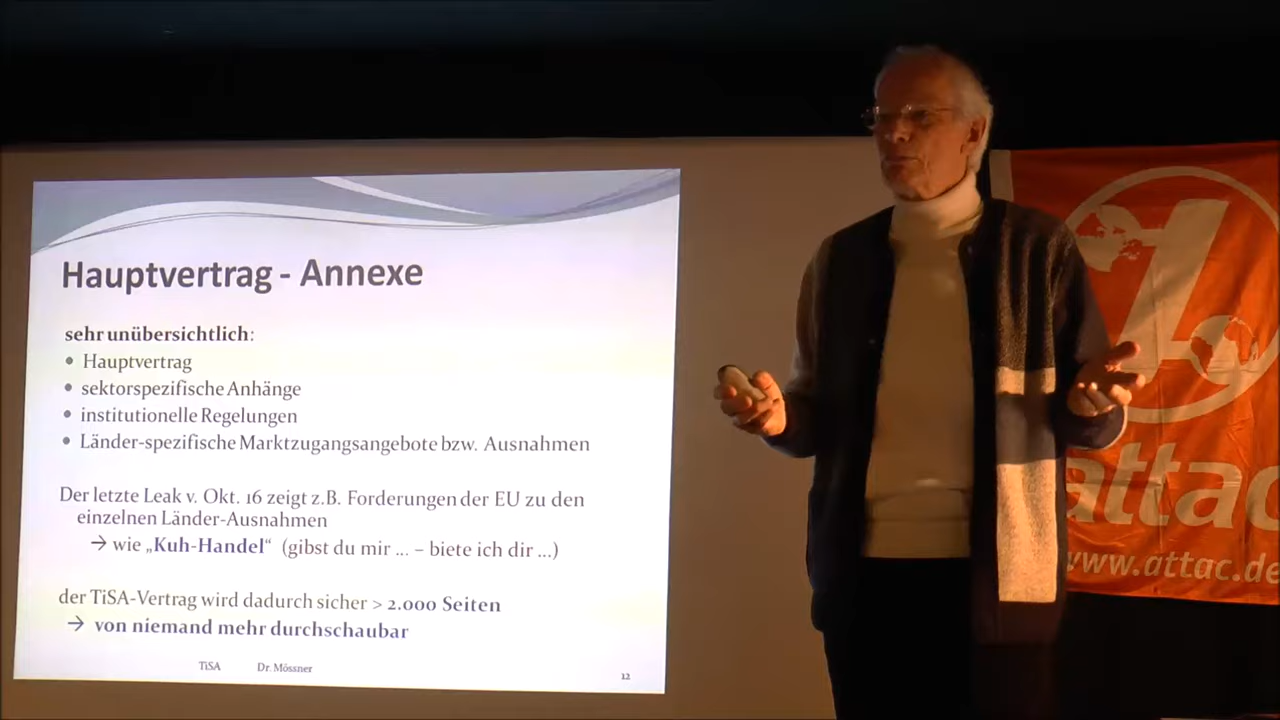 Hauptvertrag - Annexe
sehr unübersichtlich:
• Hauptvertrag
• sektorspezifische Anhänge
• institutionelle Regelungen
• Länder-spezifische Marktzugangsangebote bzw. Ausnahmen
Der letzte Leak v. Okt. 16 zeigt z.B. Forderungen der EU zu den
einzelnen Länder-Ausnahmen
→ wie „Kuh-Handel“ (gibst du mir ... – biete ich dir ...)
der TiSA-Vertrag wird dadurch sicher > 2.000 Seiten
→ von niemand mehr durchschaubar
TiSA Dr. Mössner 12
attac
www.attac.de